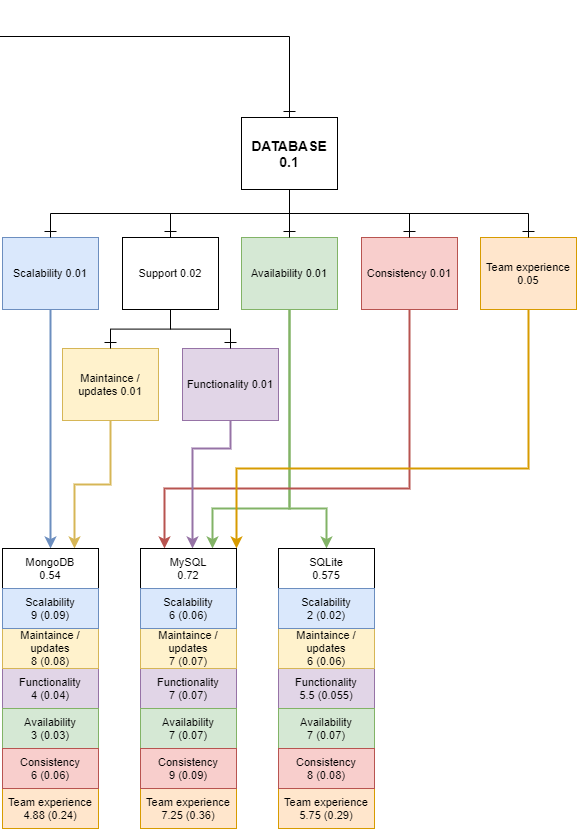 DATABASE
0.1
Scalability 0.01
Support 0.02
Availability 0.01
Consistency 0.01
Team experience
0.05
Maintaince /
updates 0.01
Functionality 0.01
MongoDB
0.54
Scalability
9 (0.09)
Maintaince /
updates
8 (0.08)
Functionality
4 (0.04)
Availability
3 (0.03)
Consistency
6 (0.06)
Team experience
4.88 (0.24)
MySQL
0.72
Scalability
6 (0.06)
Maintaince /
updates
7 (0.07)
Functionality
7 (0.07)
Availability
7 (0.07)
Consistency
9 (0.09)
Team experience
7.25 (0.36)
SQLite
0.575
Scalability
2 (0.02)
Maintaince /
updates
6 (0.06)
Functionality
5.5 (0.055)
Availability
7 (0.07)
Consistency
8 (0.08)
Team experience
5.75 (0.29)